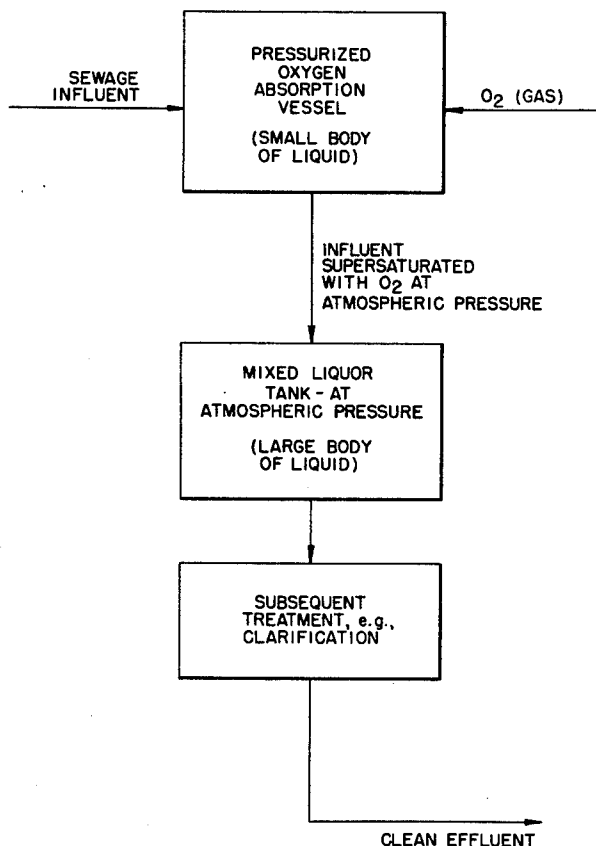 PRESSURIZED
OXYGEN
ABSORPTION
VESSEL
(SMALL BODY
OF LIQUID)
SEWAGE
INFLUENT
O2 (GAS)
INFLUENT
SUPERSATURATED
WITH O2 AT
ATMOSPHERIC PRESSURE
MIXED LIQUOR
TANK - AT
ATMOSPHERIC PRESSURE
(LARGE BODY
OF LIQUID)
SUBSEQUENT
TREATMENT, e.g.,
CLARIFICATION
CLEAN EFFLUENT